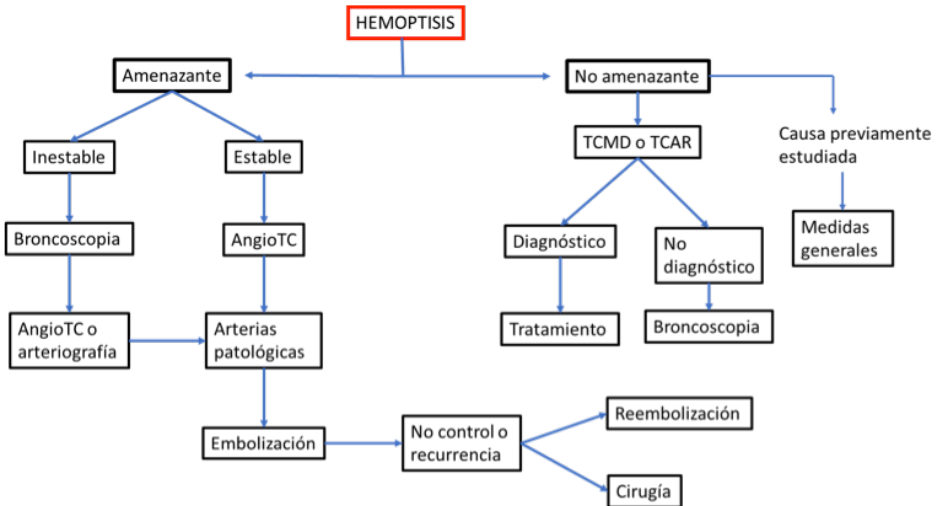 HEMOPTISIS
Amenazante
No amenazante
Inestable
Estable
TCMD o TCAR
Causa previamente
estudiada
Broncoscopia
AngioTC
Diagnóstico
No
diagnóstico
Medidas
generales
AngioTC o
arteriografía
Arterias
patológicas
Tratamiento
Broncoscopia
Embolización
No control o
recurrencia
Reembolización
Cirugía